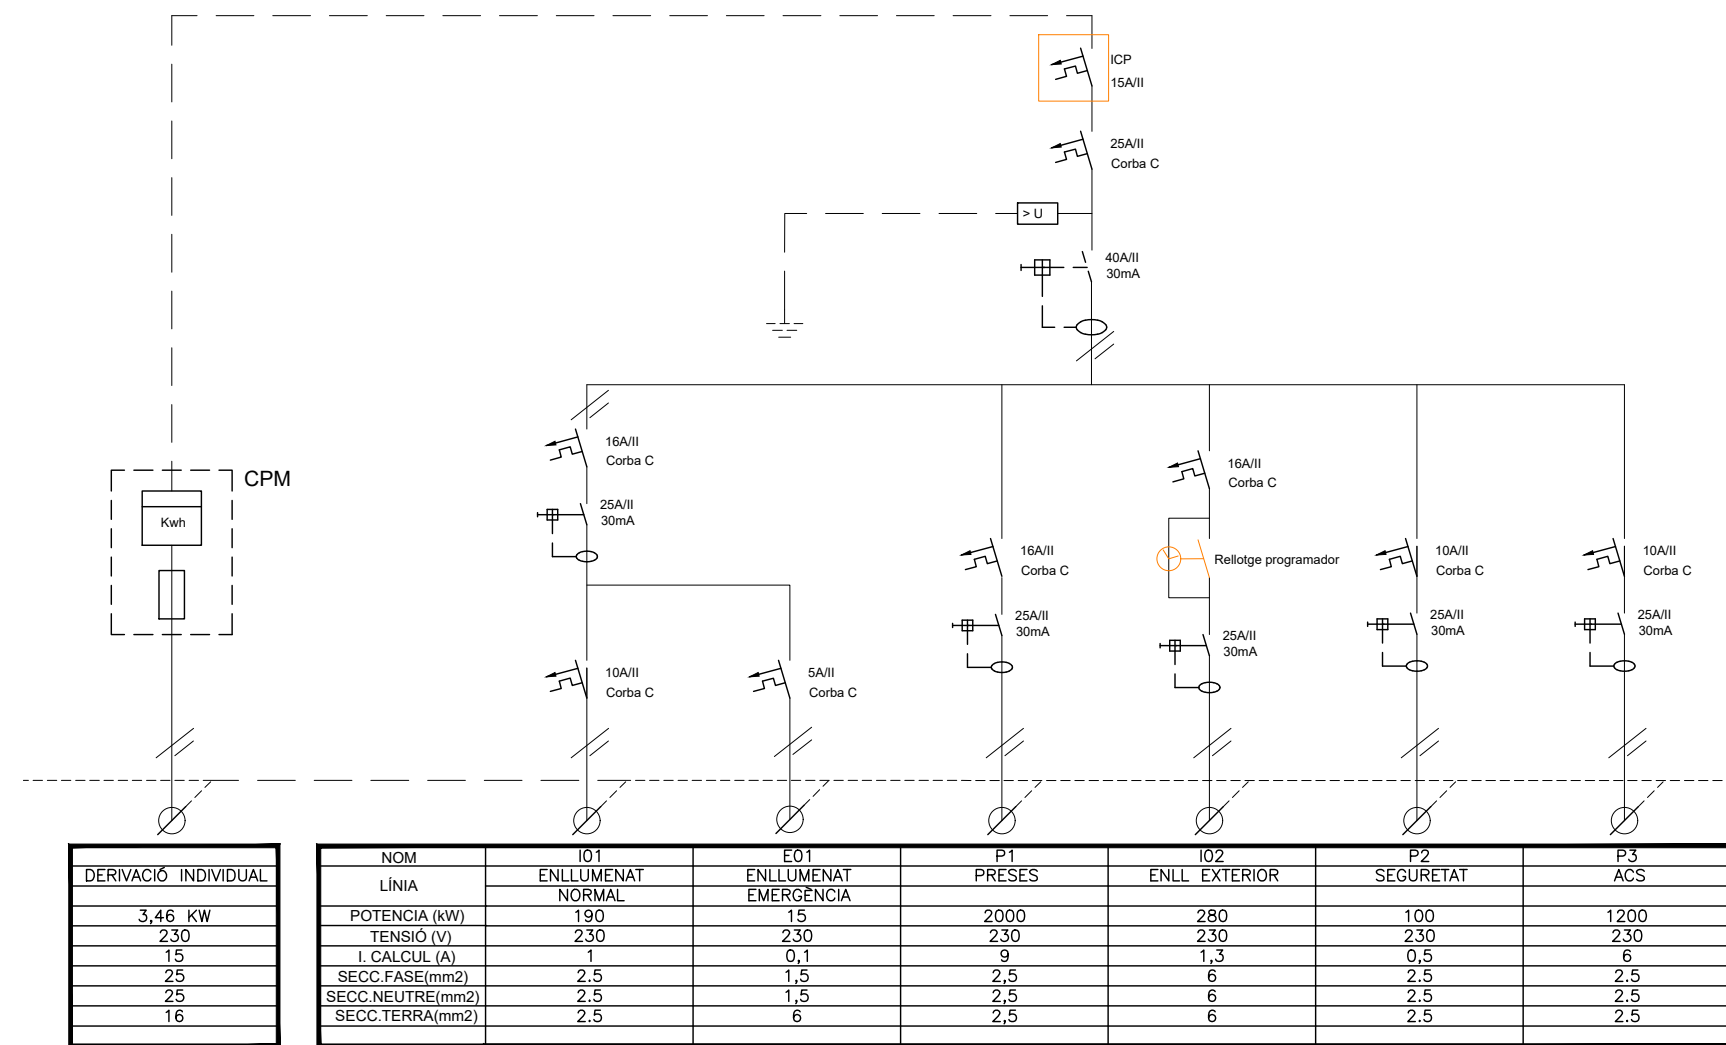 ICP
15A/II
25A/II
Corba C
> U
40A/II
30mA
16A/II
Corba C
25A/II
30mA
16A/II
Corba C
CPM
Kwh
16A/II
Corba C
Rellotge programador
10A/II
Corba C
10A/II
Corba C
25A/II
30mA
25A/II
30mA
25A/II
30mA
25A/II
30mA
10A/II
Corba C
5A/II
Corba C
DERIVACIÓ INDIVIDUAL
3,46 KW
230
15
25
25
16
NOM I01 E01 P1 I02 P2 P3
LÍNIA ENLLUMENAT ENLLUMENAT PRESES ENLL EXTERIOR SEGURETAT ACS
NORMAL EMERGÈNCIA
POTENCIA (kW) 190 15 2000 280 100 1200
TENSIÓ (V) 230 230 230 230 230 230
I. CALCUL (A) 1 0,1 9 1,3 0,5 6
SECC.FASE(mm2) 2.5 1,5 2,5 6 2.5 2.5
SECC.NEUTRE(mm2) 2.5 1,5 2,5 6 2.5 2.5
SECC.TERRA(mm2) 2.5 6 2,5 6 2.5 2.5